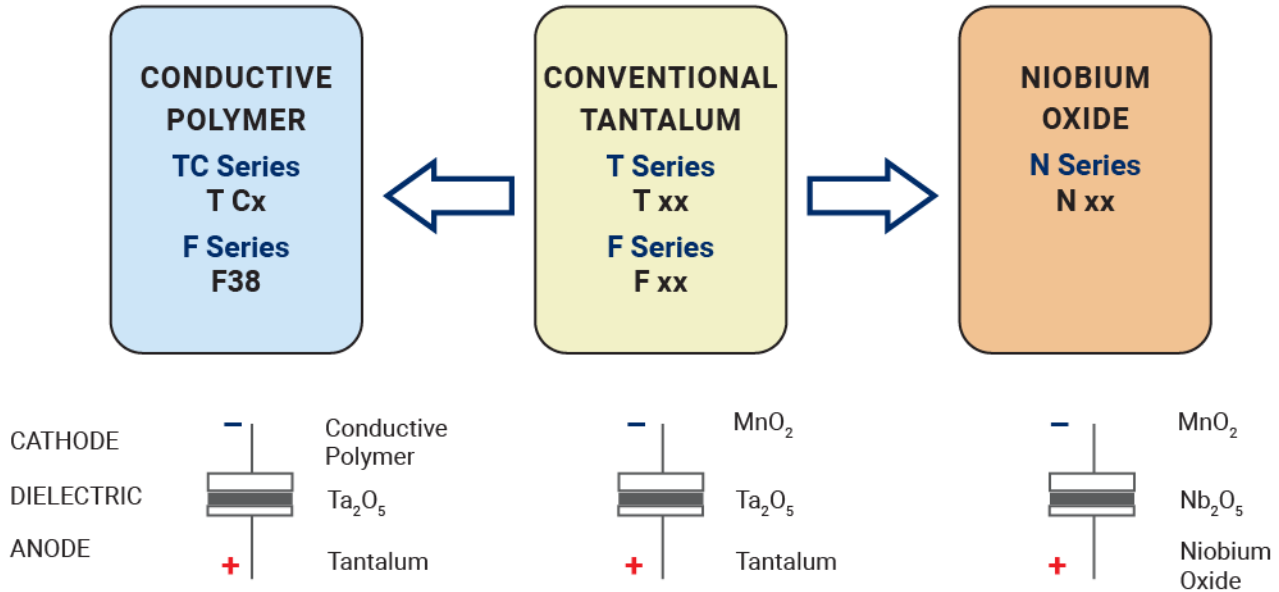 CONDUCTIVE
POLYMER
TC Series
T Cx
F Series
F38
CONVENTIONAL
TANTALUM
T Series
T xx
F Series
F xx
NIOBIUM
OXIDE
N Series
N xx
CATHODE
DIELECTRIC
ANODE
−
Conductive
Polymer
Ta₂O₅
+
Tantalum
−
MnO₂
Ta₂O₅
+
Tantalum
−
MnO₂
Nb₂O₅
+
Niobium
Oxide